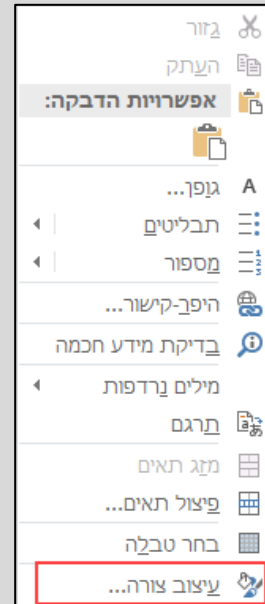 גזור
העתק
אפשרויות הדבקה:
גופן...
תבליטים
מספור
היפר-קישור...
בדיקת מידע חכמה
מילים נרדפות
תרגם
מזג תאים
פיצול תאים...
בחר טבלה
עיצוב צורה...